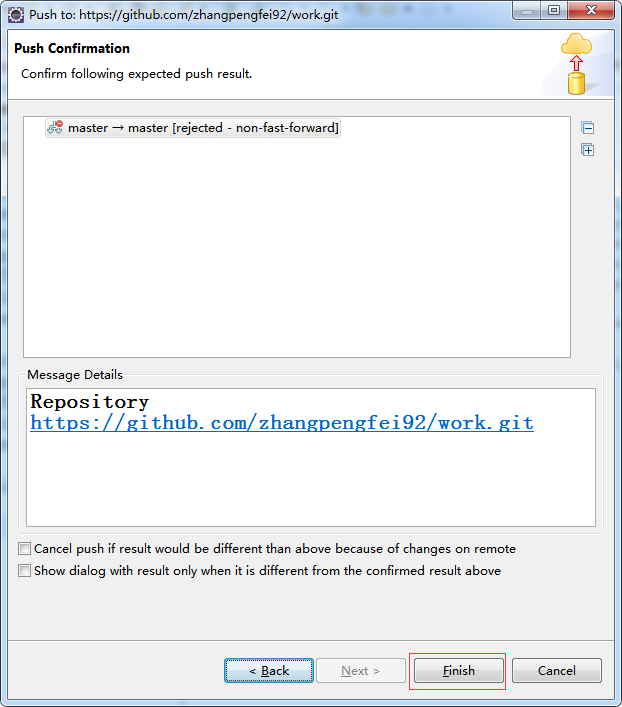 Push to: https://github.com/zhangpengfei92/work.git
Push Confirmation
Confirm following expected push result.
master → master [rejected - non-fast-forward]
Message Details
Repository
https://github.com/zhangpengfei92/work.git
Cancel push if result would be different than above because of changes on remote
Show dialog with result only when it is different from the confirmed result above
< Back
Next >
Finish
Cancel